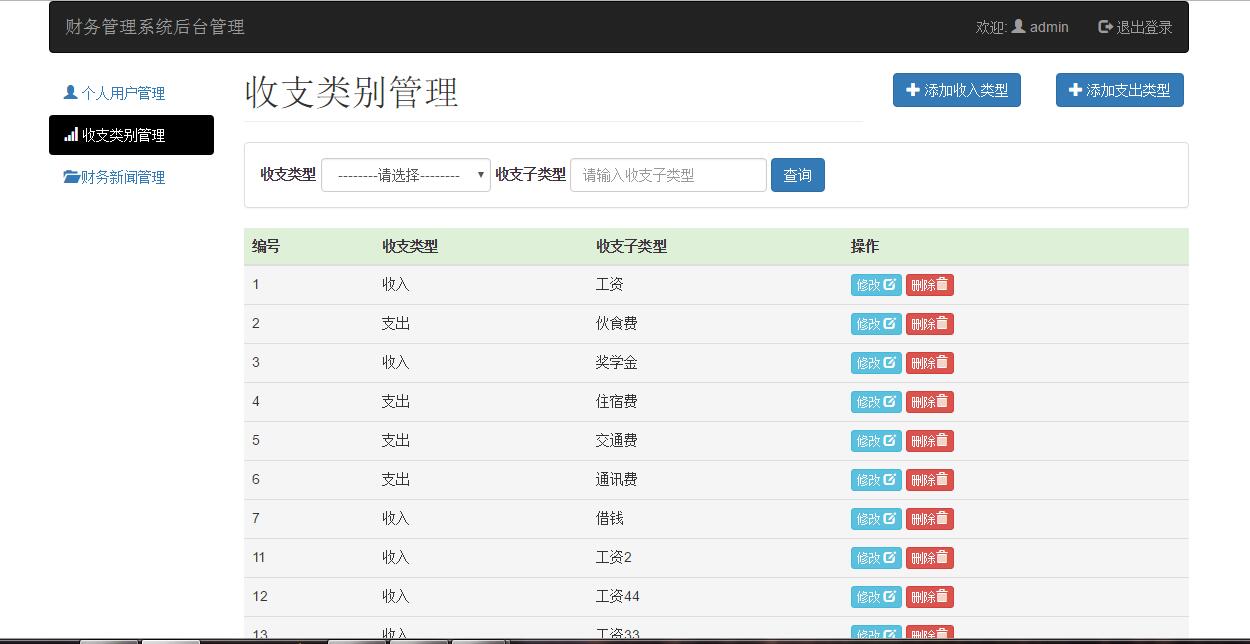 财务管理系统后台管理 欢迎: admin 退出登录
个人用户管理
收支类别管理
财务新闻管理
收支类别管理 添加收入类型 添加支出类型
收支类型 --------请选择-------- 收支子类型 请输入收支子类型 查询
编号 收支类型 收支子类型 操作
1 收入 工资 修改 删除
2 支出 伙食费 修改 删除
3 收入 奖学金 修改 删除
4 支出 住宿费 修改 删除
5 支出 交通费 修改 删除
6 支出 通讯费 修改 删除
7 收入 借钱 修改 删除
11 收入 工资2 修改 删除
12 收入 工资44 修改 删除
13 收入 工资33 修改 删除